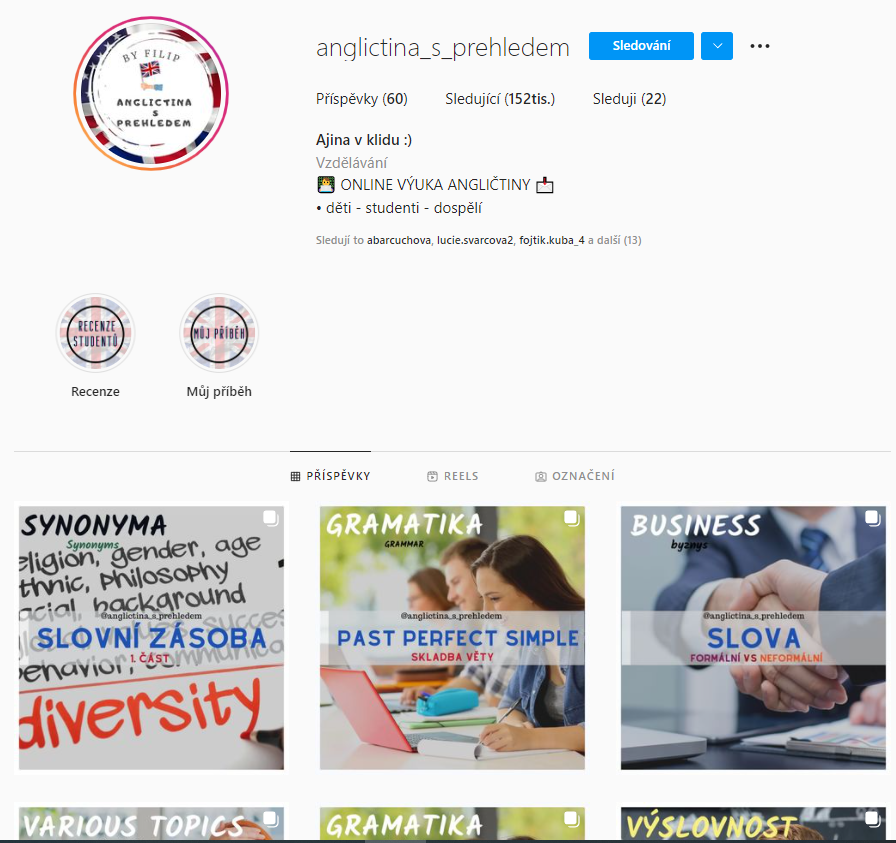 BY FILIP
ANGLICTINA
S
PREHLEDEM
anglictina_s_prehledem
Sledování
Příspěvky (60) Sledující (152tis.) Sleduji (22)
Ajina v klidu :)
Vzdělávání
ONLINE VÝUKA ANGLIČTINY
• děti - studenti - dospělí
Sledují to abarcuchova, lucie.svarcova2, fojtik.kuba_4 a další (13)
RECENZE
STUDENTŮ
MŮJ PŘÍBĚH
Recenze
Můj příběh
PŘÍSPĚVKY REELS OZNAČENÍ
SYNONYMA
Synonyms
eligion, gender, age
thnic, philosophy
acial, background
@anglictina_s_prehledem
SLOVNÍ ZÁSOBA
1. ČÁST
behavior,
diversity
GRAMATIKA
GRAMMAR
@anglictina_s_prehledem
PAST PERFECT SIMPLE
SKLADBA VĚTY
BUSINESS
byznys
@anglictina_s_prehledem
SLOVA
FORMÁLNÍ VS NEFORMÁLNÍ
VARIOUS TOPICS
GRAMATIKA
VÝSLOVNOST